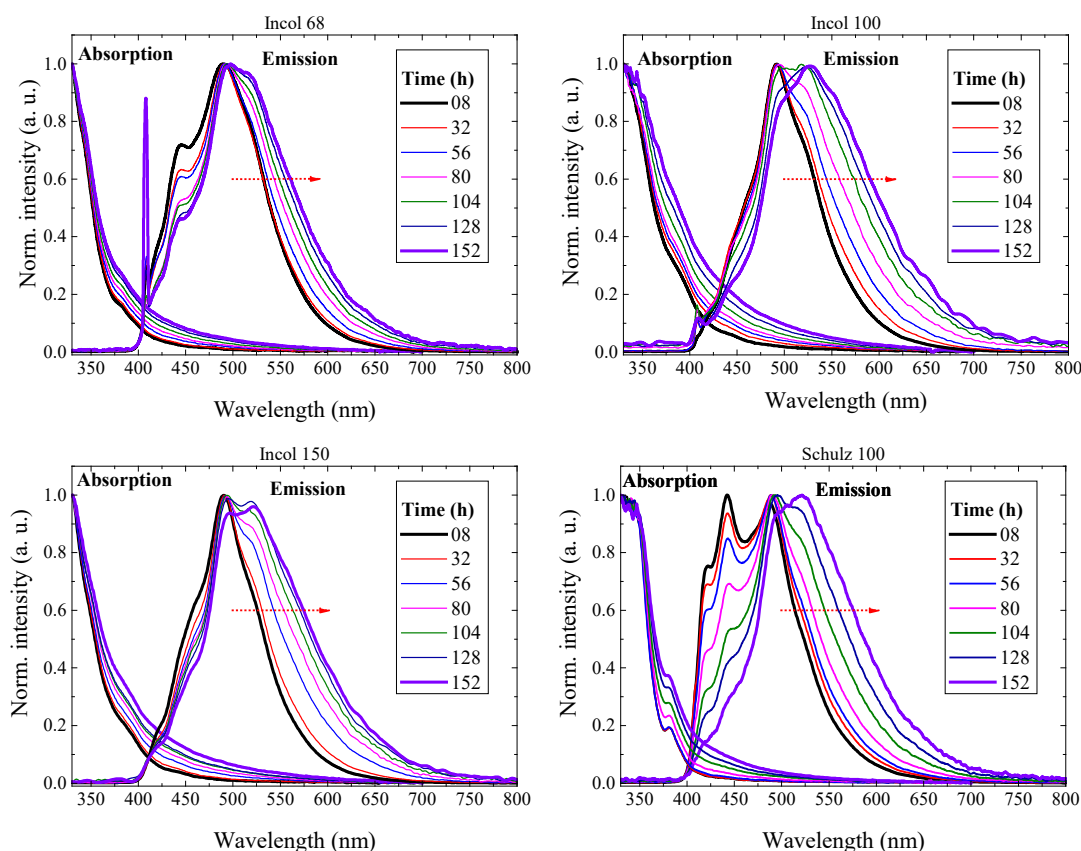 Incol 68
Absorption
Emission
Time (h)
08
32
56
80
104
128
152
1.0
0.8
0.6
0.4
0.2
0.0
Norm. intensity (a. u.)
350 400 450 500 550 600 650 700 750 800
Wavelength (nm)
Incol 100
Absorption
Emission
Time (h)
08
32
56
80
104
128
152
1.0
0.8
0.6
0.4
0.2
0.0
Norm. intensity (a. u.)
350 400 450 500 550 600 650 700 750 800
Wavelength (nm)
Incol 150
Absorption
Emission
Time (h)
08
32
56
80
104
128
152
1.0
0.8
0.6
0.4
0.2
0.0
Norm. intensity (a. u.)
350 400 450 500 550 600 650 700 750 800
Wavelength (nm)
Schulz 100
Absorption
Emission
Time (h)
08
32
56
80
104
128
152
1.0
0.8
0.6
0.4
0.2
0.0
Norm. intensity (a. u.)
350 400 450 500 550 600 650 700 750 800
Wavelength (nm)